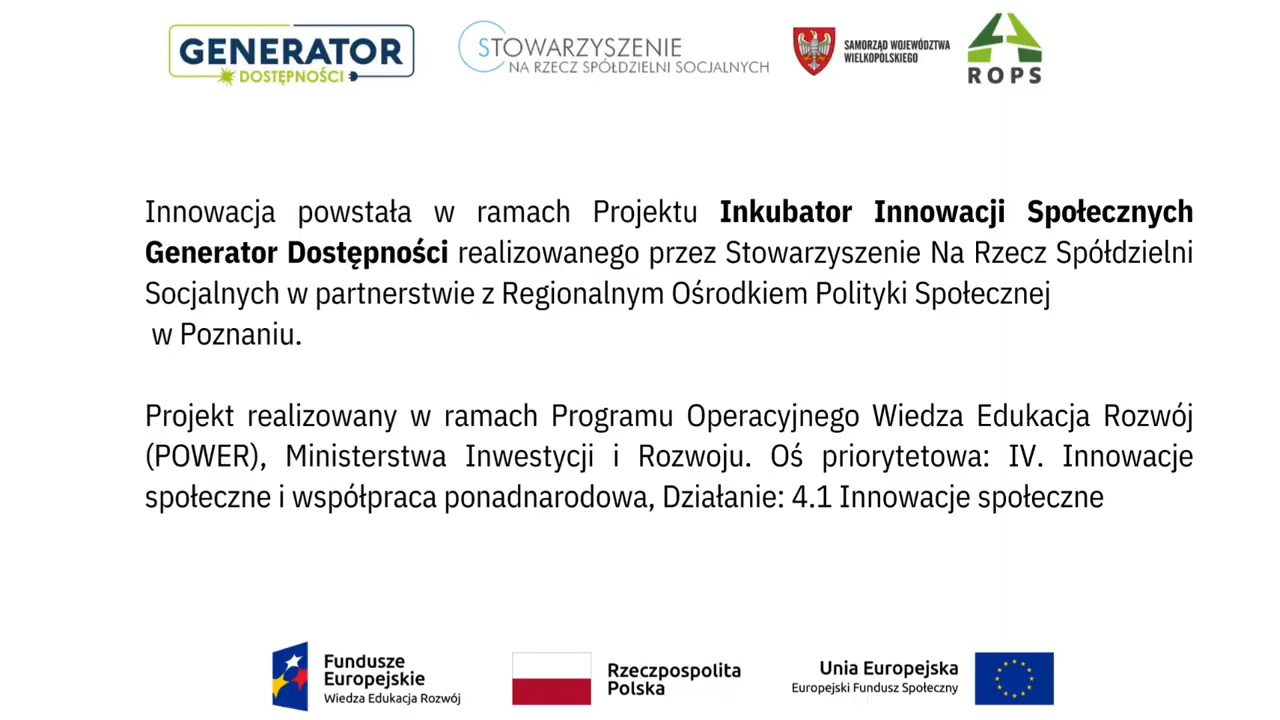 GENERATOR
DOSTĘPNOŚCI
STOWARZYSZENIE
NA RZECZ SPÓŁDZIELNI SOCJALNYCH
SAMORZĄD WOJEWÓDZTWA
WIELKOPOLSKIEGO
ROPS
Innowacja powstała w ramach Projektu Inkubator Innowacji Społecznych
Generator Dostępności realizowanego przez Stowarzyszenie Na Rzecz Spółdzielni
Socjalnych w partnerstwie z Regionalnym Ośrodkiem Polityki Społecznej
w Poznaniu.
Projekt realizowany w ramach Programu Operacyjnego Wiedza Edukacja Rozwój
(POWER), Ministerstwa Inwestycji i Rozwoju. Oś priorytetowa: IV. Innowacje
społeczne i współpraca ponadnarodowa, Działanie: 4.1 Innowacje społeczne
Fundusze
Europejskie
Wiedza Edukacja Rozwój
Rzeczpospolita
Polska
Unia Europejska
Europejski Fundusz Społeczny